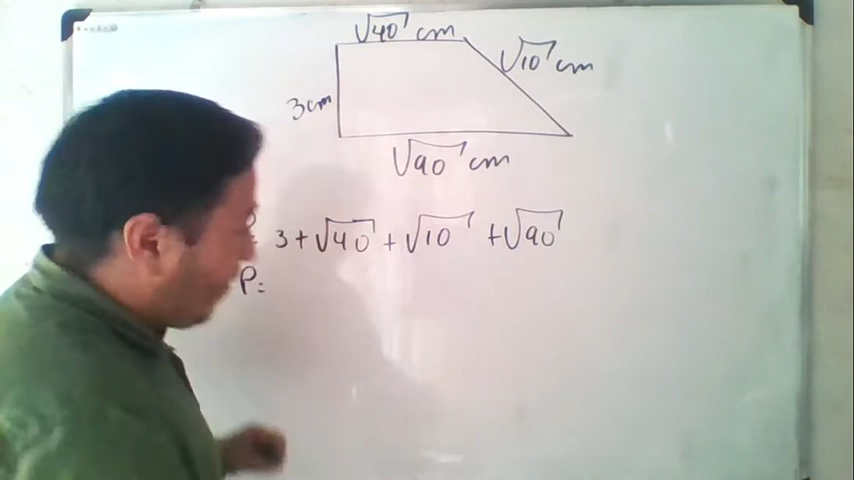 √40 cm
√10 cm
3cm
√90 cm
= 3+√40 +√10 +√90
P=